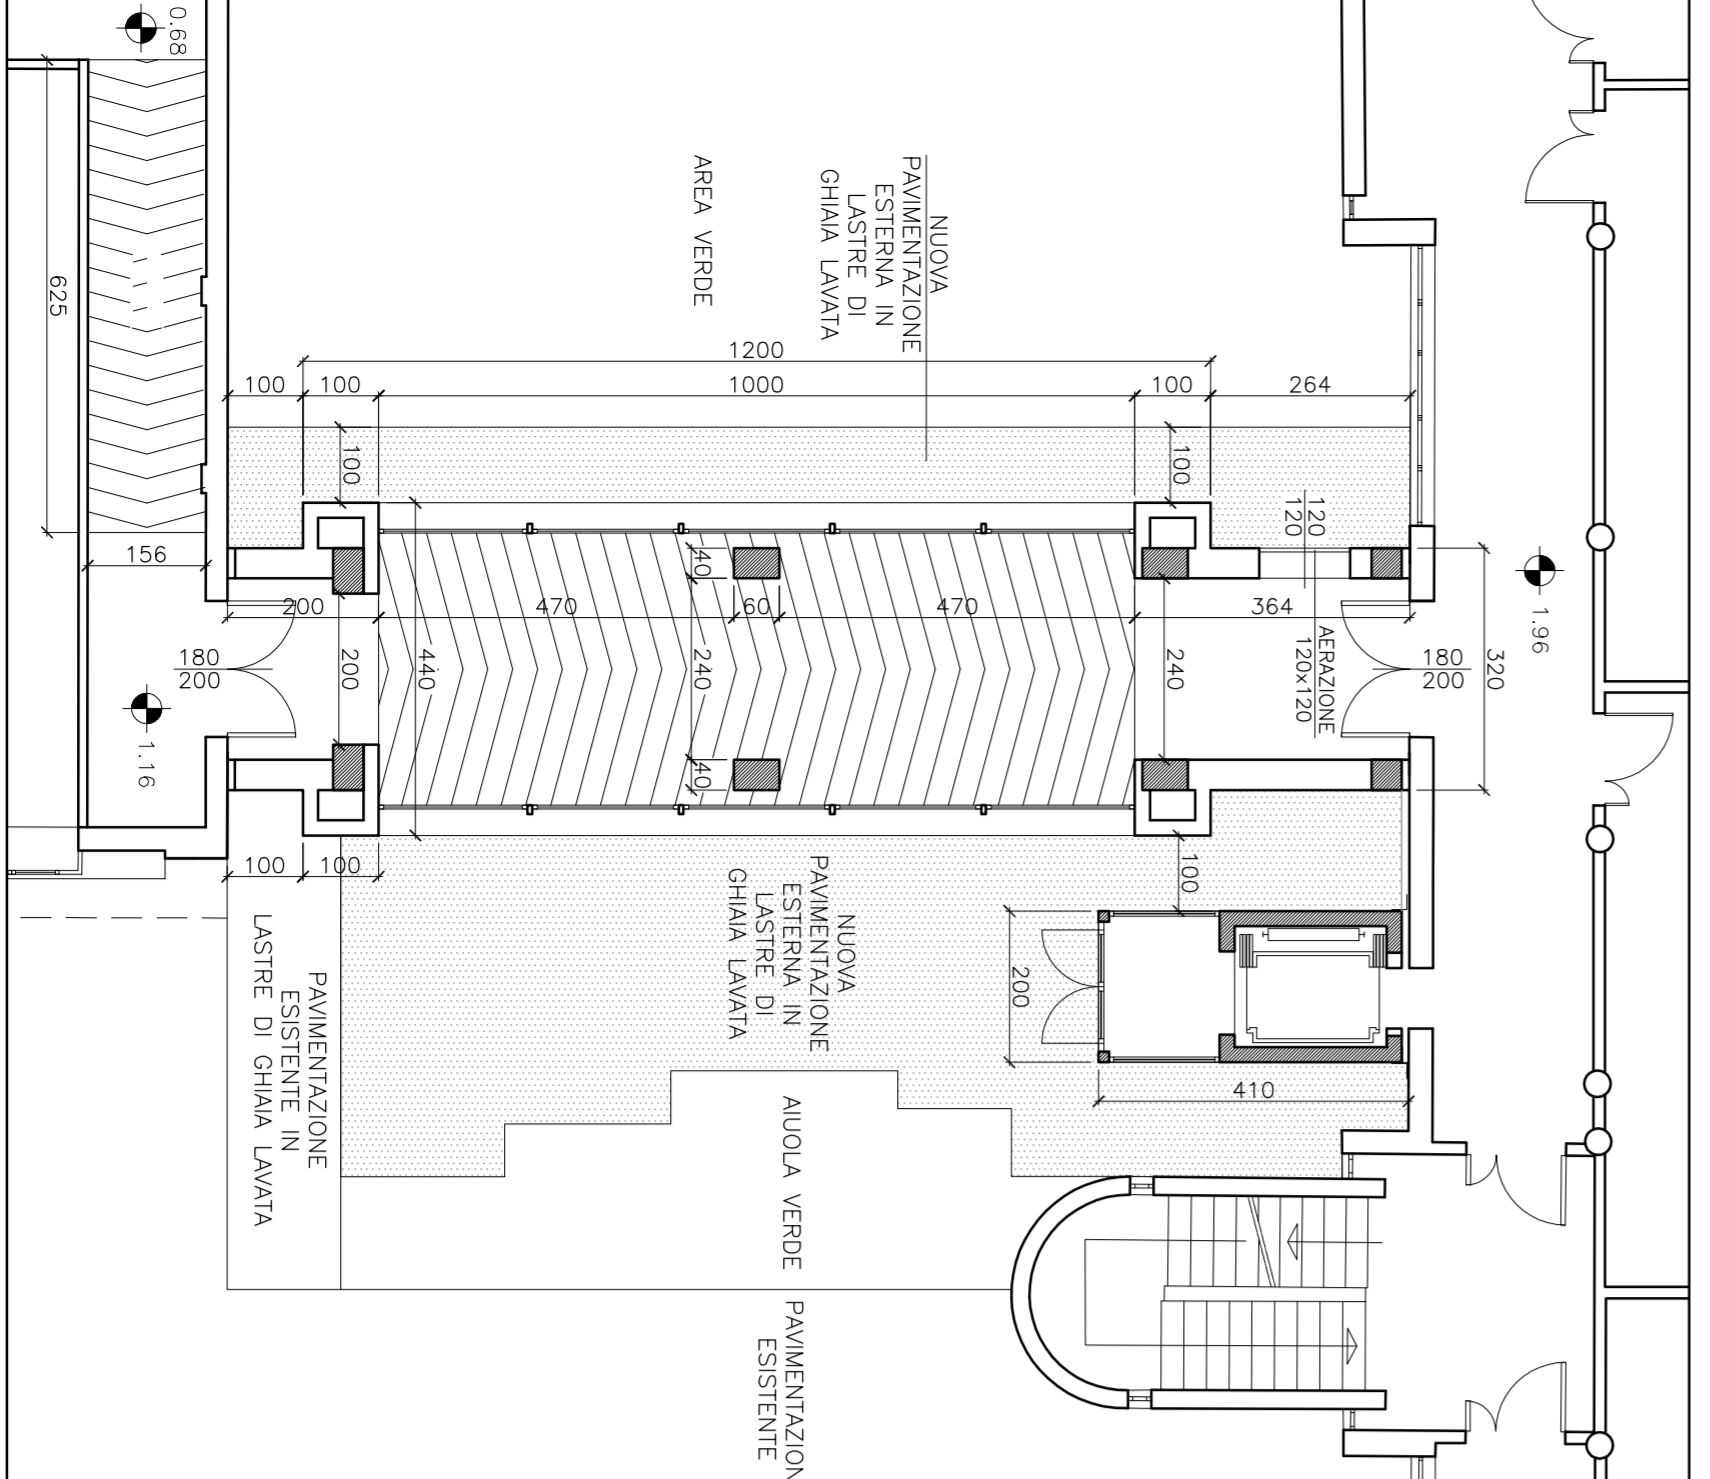 0.68
625
156
180
200
1.16
AREA VERDE
NUOVA
PAVIMENTAZIONE
ESTERNA IN
LASTRE DI
GHIAIA LAVATA
1200
100
100
1000
100
264
100
100
120
120
40
200
470
60
470
364
200
440
240
240
AERAZIONE
120x120
180
200
320
1.96
40
100
100
100
NUOVA
PAVIMENTAZIONE
ESTERNA IN
LASTRE DI
GHIAIA LAVATA
200
410
PAVIMENTAZIONE
ESISTENTE IN
LASTRE DI GHIAIA LAVATA
AIUOLA VERDE
PAVIMENTAZION
ESISTENTE